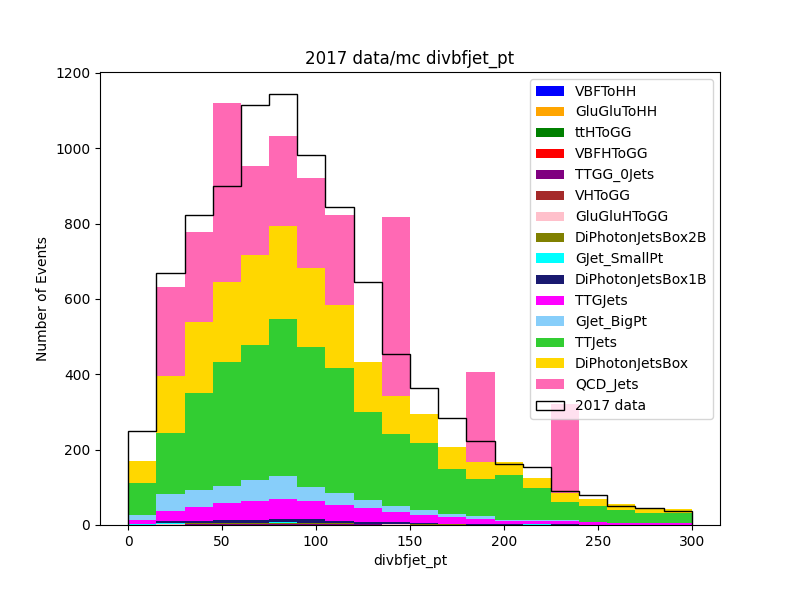 2017 data/mc divbfjet_pt
1200
1000
800
600
400
200
0
Number of Events
0
50
100
150
200
250
300
divbfjet_pt
VBFToHH
GluGluToHH
ttHToGG
VBFHToGG
TTGG_0Jets
VHToGG
GluGluHToGG
DiPhotonJetsBox2B
GJet_SmallPt
DiPhotonJetsBox1B
TTGJets
GJet_BigPt
TTJets
DiPhotonJetsBox
QCD_Jets
2017 data